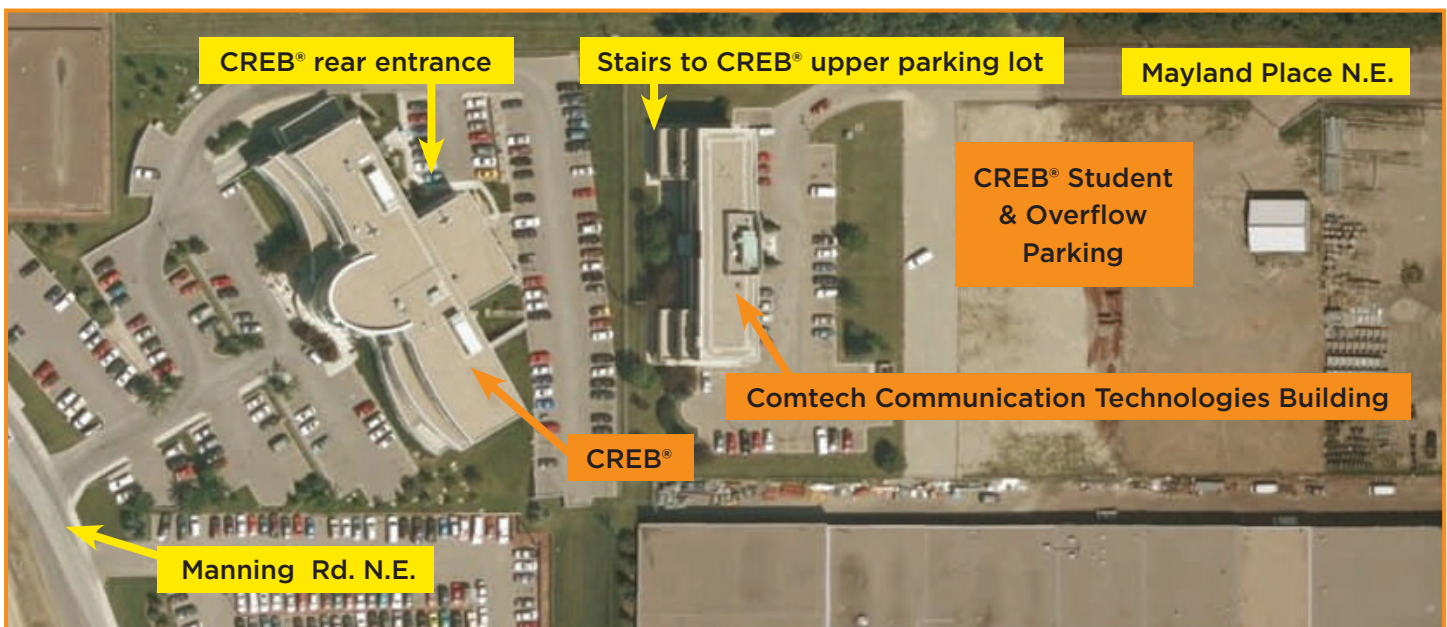 CREB® rear entrance
Stairs to CREB® upper parking lot
Mayland Place N.E.
CREB® Student
& Overflow
Parking
Comtech Communication Technologies Building
CREB®
Manning Rd. N.E.